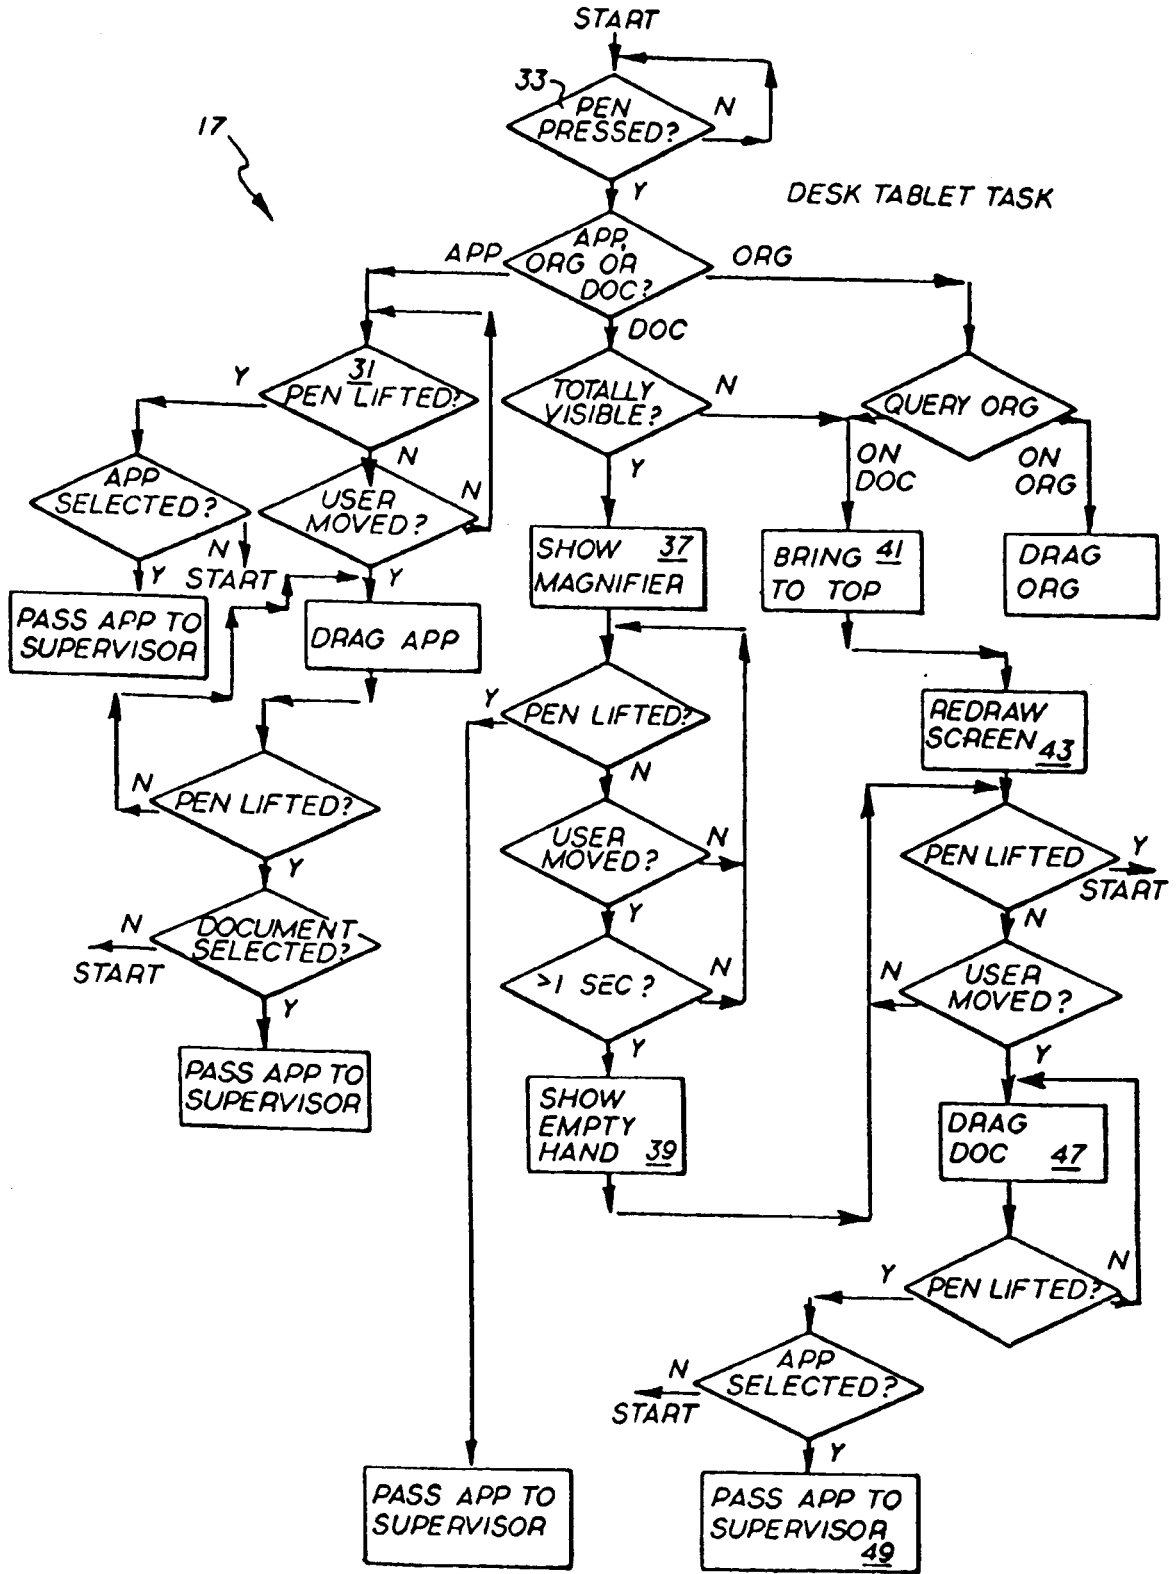 START
33
PEN
PRESSED?
N
17
Y
DESK TABLET TASK
APP
APP,
ORG OR
DOC?
ORG
DOC
Y
31
PEN LIFTED?
TOTALLY
VISIBLE?
N
QUERY ORG
N
Y
ON
DOC
ON
ORG
APP
SELECTED?
USER
MOVED?
N
N
START
Y
Y
SHOW 37
MAGNIFIER
BRING 41
TO TOP
DRAG
ORG
PASS APP TO
SUPERVISOR
DRAG APP
Y
PEN LIFTED?
N
REDRAW
SCREEN 43
N
PEN LIFTED?
Y
USER
MOVED?
N
Y
PEN LIFTED
Y
START
N
N
START
DOCUMENT
SELECTED?
Y
>1 SEC?
N
Y
N
USER
MOVED?
Y
PASS APP TO
SUPERVISOR
SHOW
EMPTY
HAND 39
DRAG
DOC 47
Y
PEN LIFTED?
N
N
START
APP
SELECTED?
Y
PASS APP TO
SUPERVISOR
PASS APP TO
SUPERVISOR
49